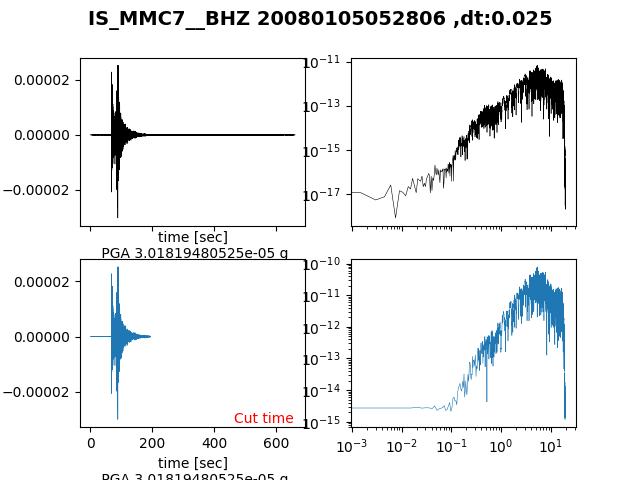 IS_MMC7__BHZ 20080105052806 ,dt:0.025
0.00002
0.00000
−0.00002
time [sec]
PGA 3.01819480525e-05 g
10⁻¹¹
10⁻¹³
10⁻¹⁵
10⁻¹⁷
0.00002
0.00000
−0.00002
Cut time
0 200 400 600
time [sec]
PGA 3.01819480525e-05 g
10⁻¹⁰
10⁻¹¹
10⁻¹²
10⁻¹³
10⁻¹⁴
10⁻¹⁵
10⁻³ 10⁻² 10⁻¹ 10⁰ 10¹